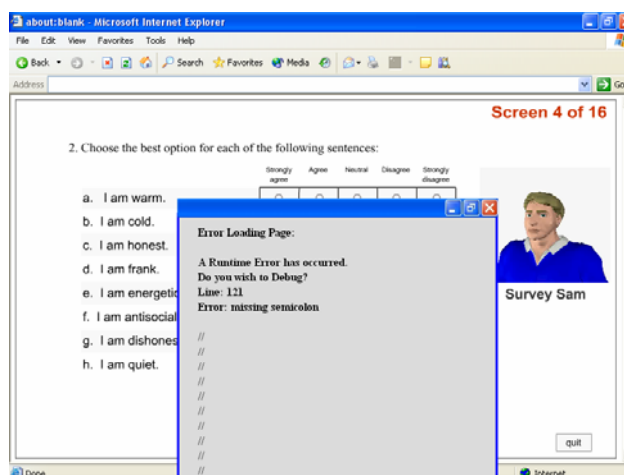 about:blank - Microsoft Internet Explorer
File Edit View Favorites Tools Help
Back Search Favorites Media
Address Go
Screen 4 of 16
2. Choose the best option for each of the following sentences:
Strongly agree Agree Neutral Disagree Strongly disagree
a. I am warm.
b. I am cold.
c. I am honest.
d. I am frank.
e. I am energetic
f. I am antisocial
g. I am dishones
h. I am quiet.
Error Loading Page:
A Runtime Error has occurred.
Do you wish to Debug?
Line: 121
Error: missing semicolon
//
//
//
//
//
//
//
//
//
//
Survey Sam
quit
Done Internet